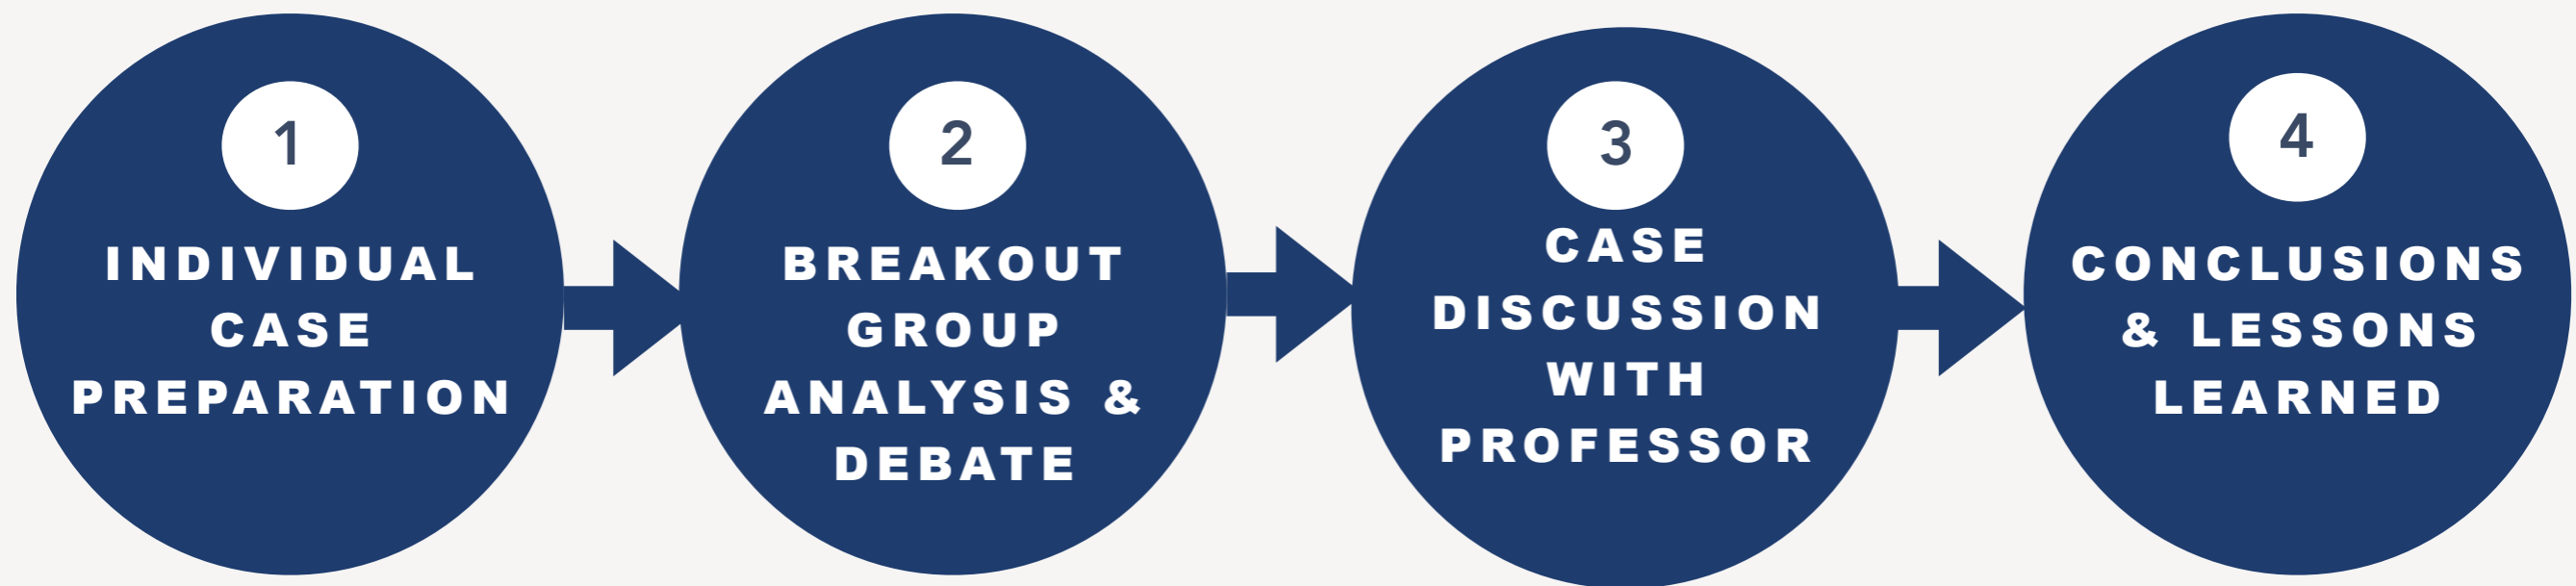 1
INDIVIDUAL
CASE
PREPARATION
2
BREAKOUT
GROUP
ANALYSIS &
DEBATE
3
CASE
DISCUSSION
WITH
PROFESSOR
4
CONCLUSIONS
& LESSONS
LEARNED